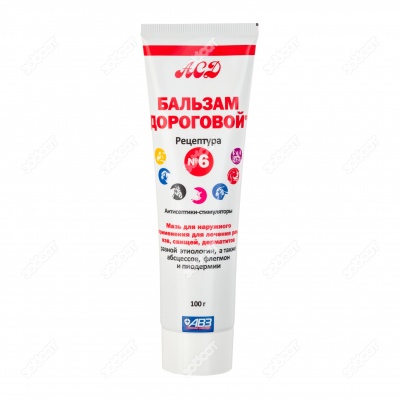 АСД
БАЛЬЗАМ
ДОРОГОВОЙ®
Рецептура
№6
Антисептики-стимуляторы
Мазь для наружного
применения для лечения ран,
язв, свищей, дерматитов
разной этиологии, а также
абсцессов, флегмон
и пиодермии
100 г
АВЗ